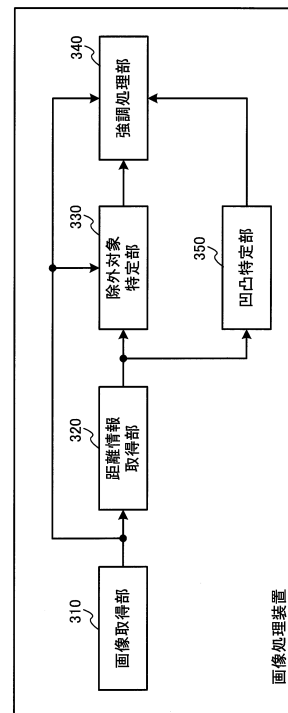 画像処理装置
310
画像取得部
320
距離情報
取得部
330
除外対象
特定部
340
強調処理部
350
凹凸特定部